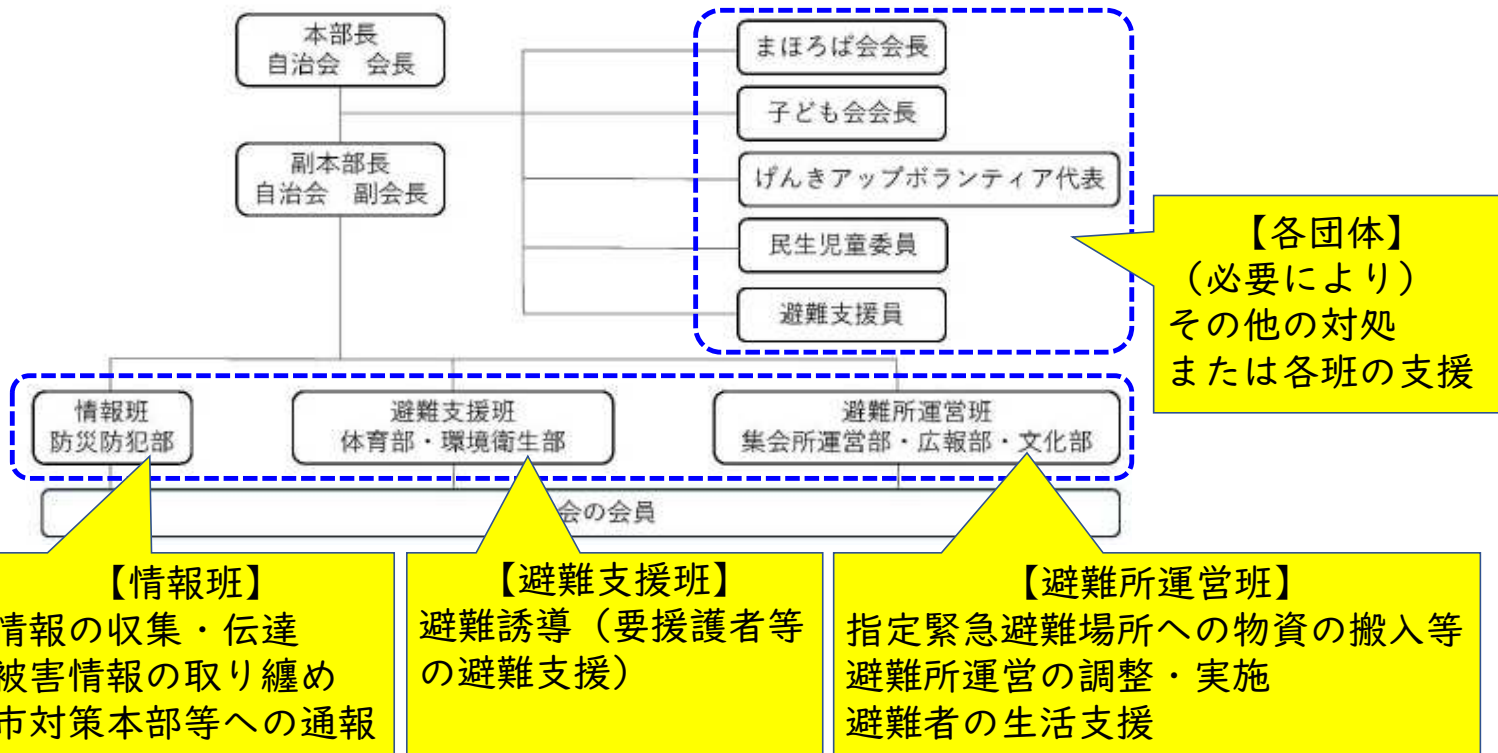 本部長
自治会　会長
副本部長
自治会　副会長
まほろば会会長
子ども会会長
げんきアップボランティア代表
民生児童委員
避難支援員
【各団体】
（必要により）
その他の対処
または各班の支援
情報班
防災防犯部
避難支援班
体育部・環境衛生部
避難所運営班
集会所運営部・広報部・文化部
会の会員
【情報班】
情報の収集・伝達
被害情報の取り纏め
市対策本部等への通報
【避難支援班】
避難誘導（要援護者等
の避難支援）
【避難所運営班】
指定緊急避難場所への物資の搬入等
避難所運営の調整・実施
避難者の生活支援